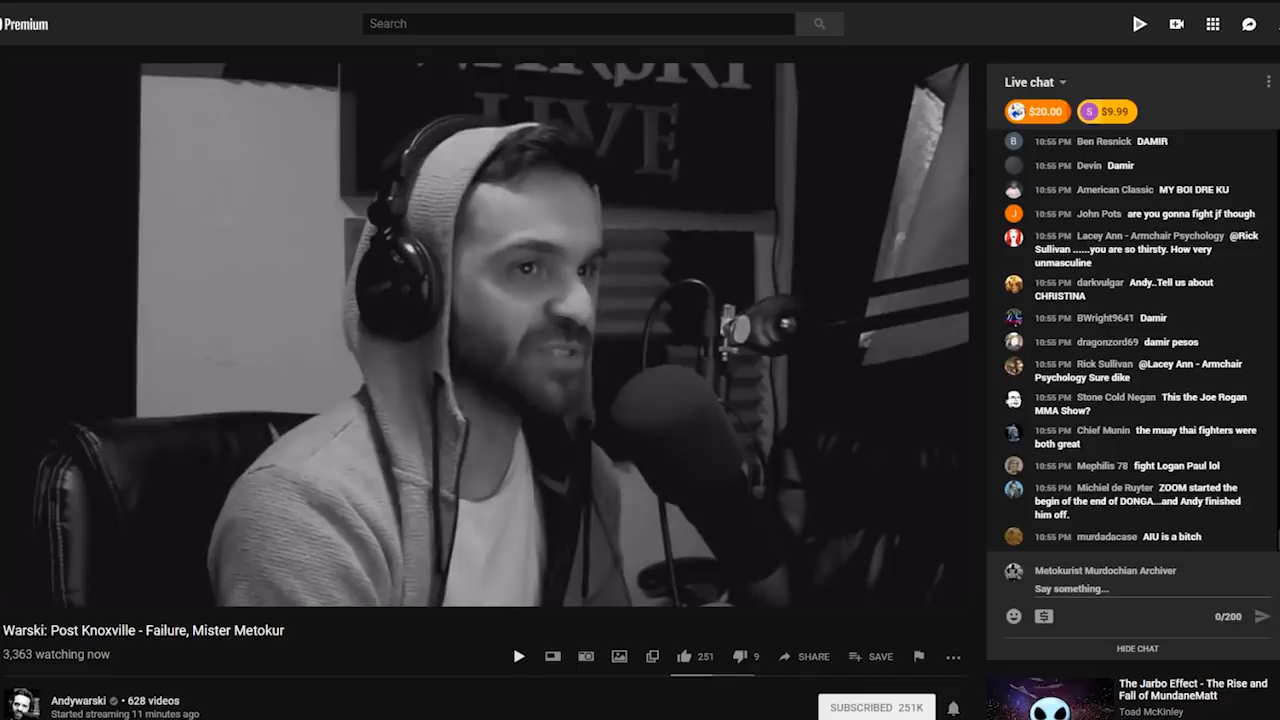 Premium
Search
WARSKI
LIVE
Live chat
$20.00 S $9.99
B 10:55 PM Ben Resnick DAMIR
10:55 PM Devin Damir
10:55 PM American Classic MY BOI DRE KU
J 10:55 PM John Pots are you gonna fight jf though
10:55 PM Lacey Ann - Armchair Psychology @Rick
Sullivan ......you are so thirsty. How very
unmasculine
10:55 PM darkvulgar Andy..Tell us about
CHRISTINA
10:55 PM BWright9641 Damir
10:55 PM dragonzord69 damir pesos
10:55 PM Rick Sullivan @Lacey Ann - Armchair
Psychology Sure dike
10:55 PM Stone Cold Negan This the Joe Rogan
MMA Show?
10:55 PM Chief Munin the muay thai fighters were
both great
10:55 PM Mephilis 78 fight Logan Paul lol
10:55 PM Michiel de Ruyter ZOOM started the
begin of the end of DONGA...and Andy finished
him off.
10:55 PM murdadacase AIU is a bitch
Metokurist Murdochian Archiver
Say something...
0/200
HIDE CHAT
Warski: Post Knoxville - Failure, Mister Metokur
3,363 watching now
251 9 SHARE SAVE
Andywarski • 628 videos
Started streaming 11 minutes ago
SUBSCRIBED 251K
The Jarbo Effect - The Rise and
Fall of MundaneMatt
Toad McKinley